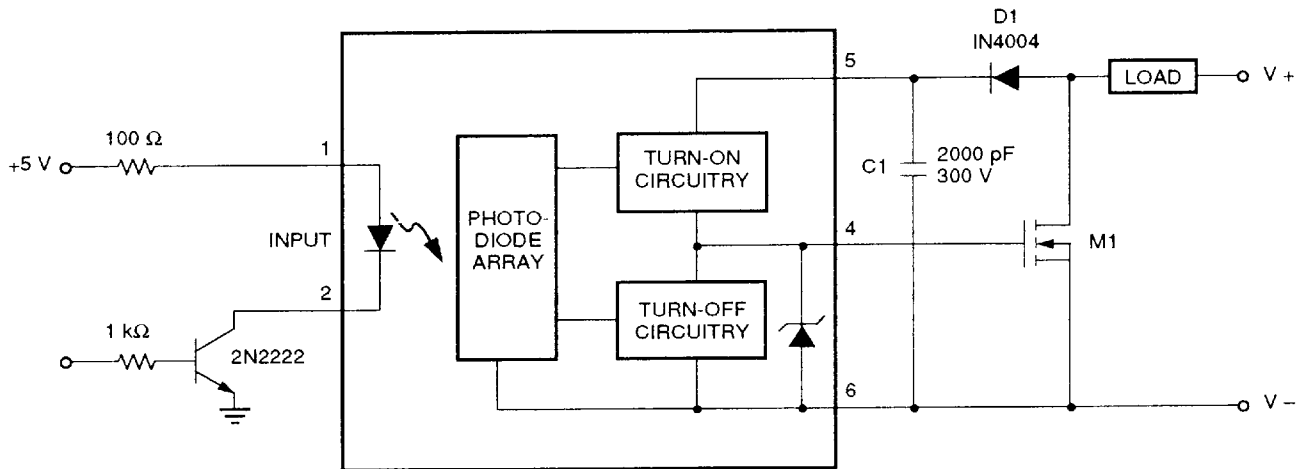 D1
IN4004
5
LOAD
V +
100 Ω
1
+5 V
TURN-ON
CIRCUITRY
C1
2000 pF
300 V
PHOTO-
DIODE
ARRAY
INPUT
4
M1
2
TURN-OFF
CIRCUITRY
1 kΩ
2N2222
6
V –